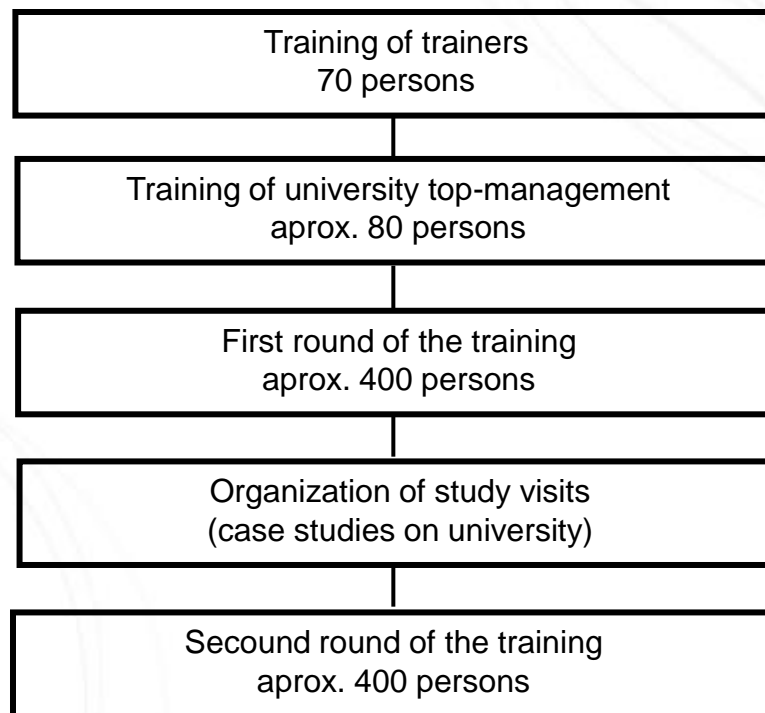 Training of trainers
70 persons
Training of university top-management
aprox. 80 persons
First round of the training
aprox. 400 persons
Organization of study visits
(case studies on university)
Secound round of the training
aprox. 400 persons